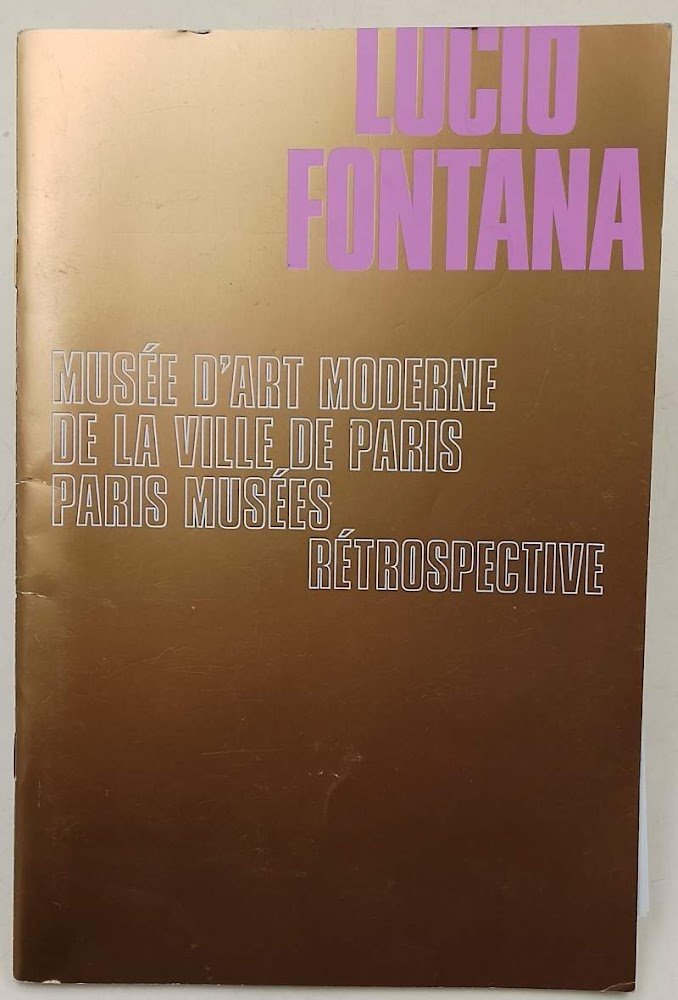 LUCIO
FONTANA
MUSÉE D'ART MODERNE
DE LA VILLE DE PARIS
PARIS MUSÉES
RÉTROSPECTIVE